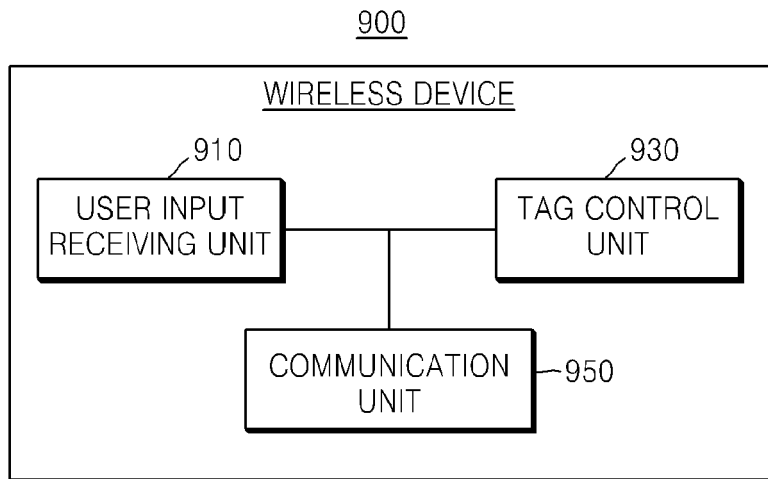 900
WIRELESS DEVICE
910
930
USER INPUT
RECEIVING UNIT
TAG CONTROL
UNIT
COMMUNICATION
UNIT
950